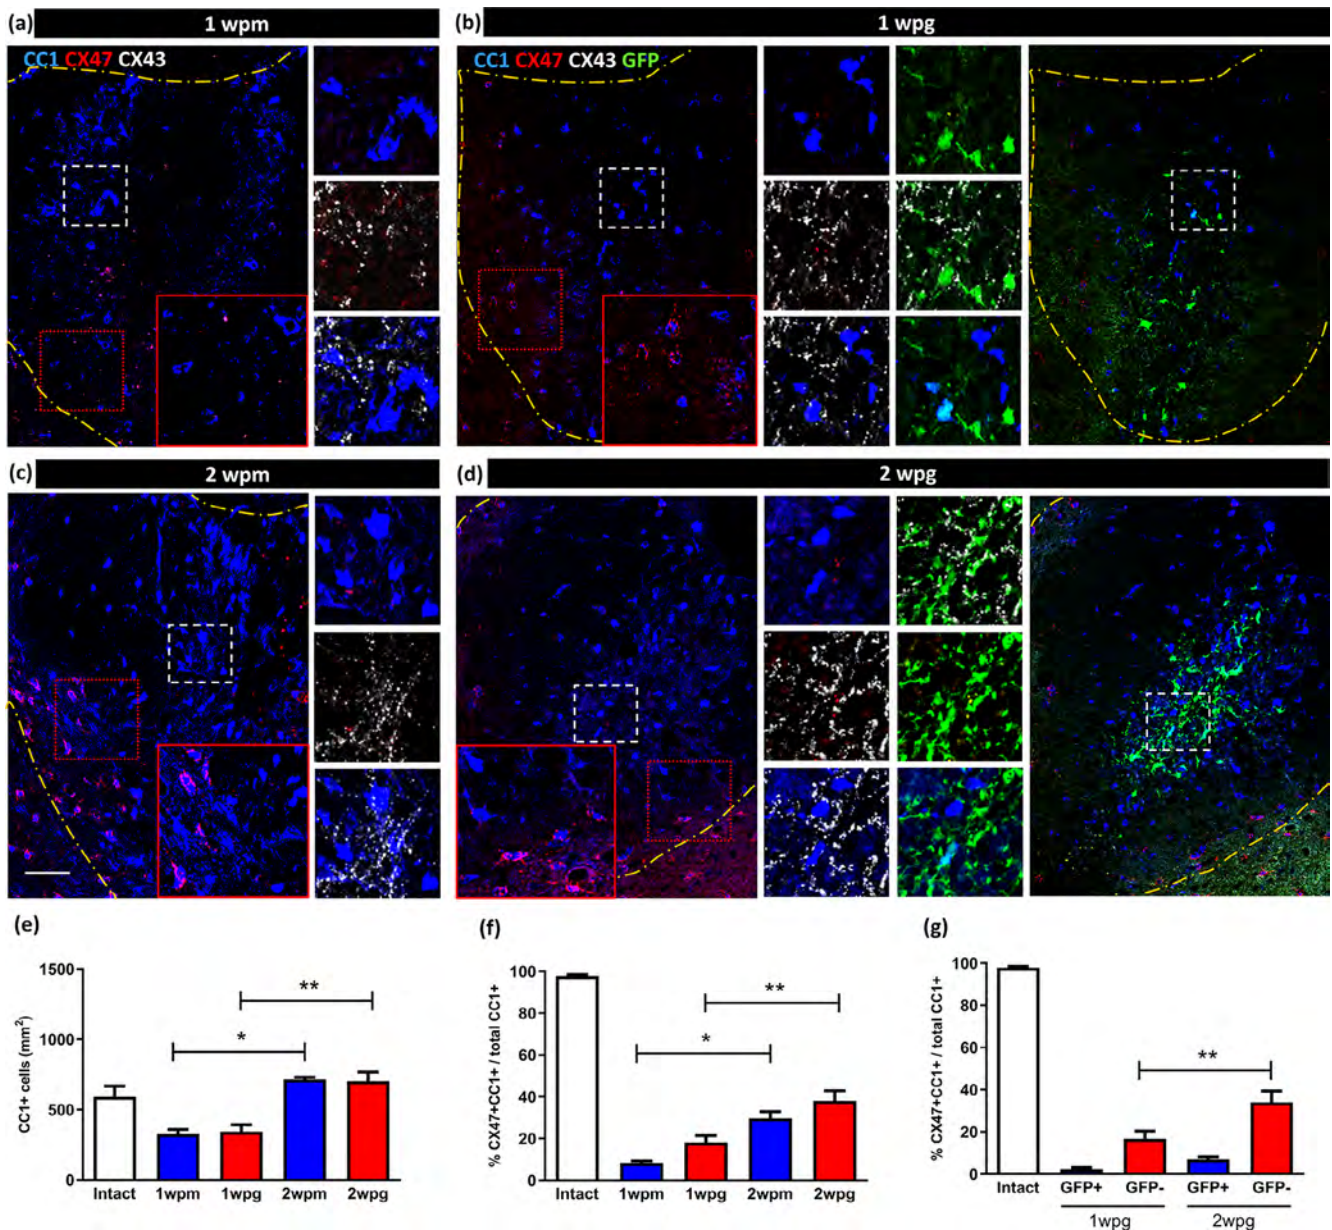 (a) 1 wpm
(b) 1 wpg
CC1 CX47 CX43
CC1 CX47 CX43 GFP
(c) 2 wpm
(d) 2 wpg
(e)
CC1+ cells (mm²)
1500
1000
500
0
*
**
Intact 1wpm 1wpg 2wpm 2wpg
(f)
% CX47+CC1+ / total CC1+
100
80
60
40
20
0
*
**
Intact 1wpm 1wpg 2wpm 2wpg
(g)
% CX47+CC1+ / total CC1+
100
80
60
40
20
0
**
Intact GFP+ GFP- GFP+ GFP-
1wpg 2wpg